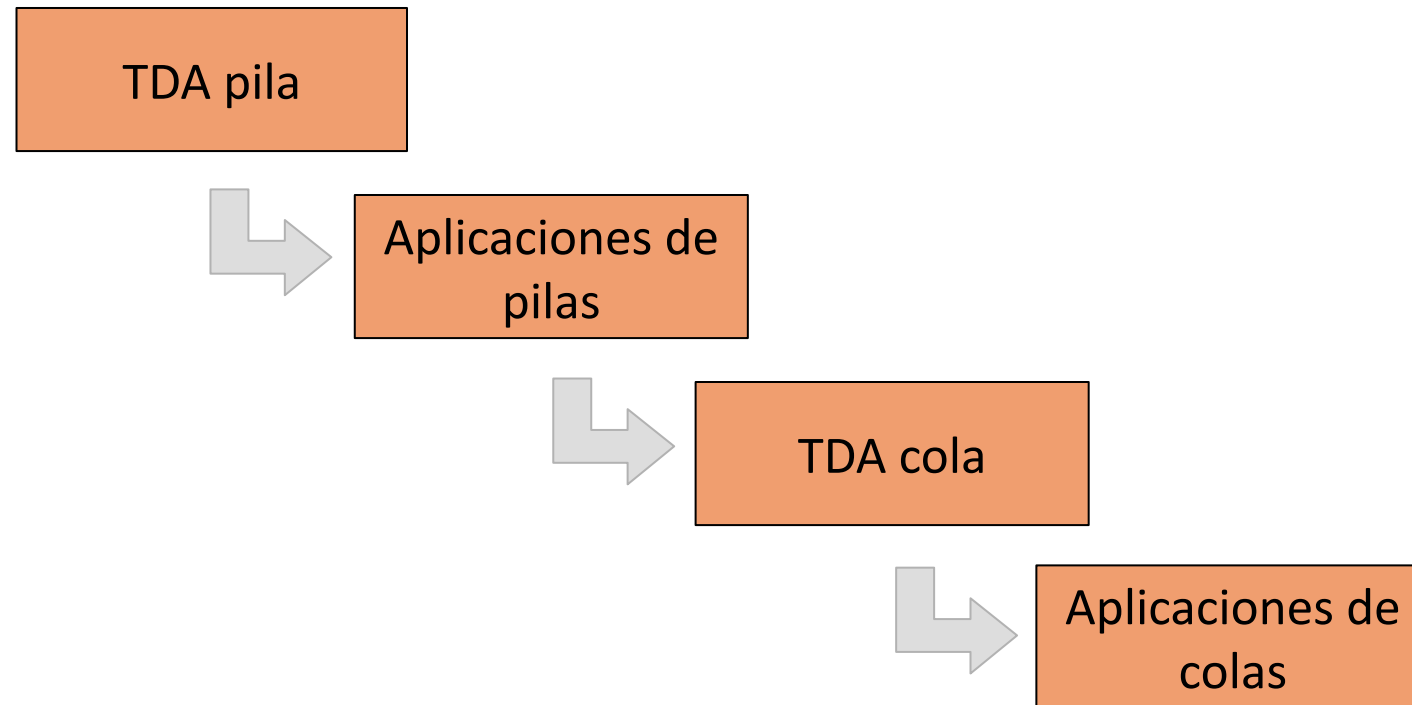 TDA pila
Aplicaciones de
pilas
TDA cola
Aplicaciones de
colas